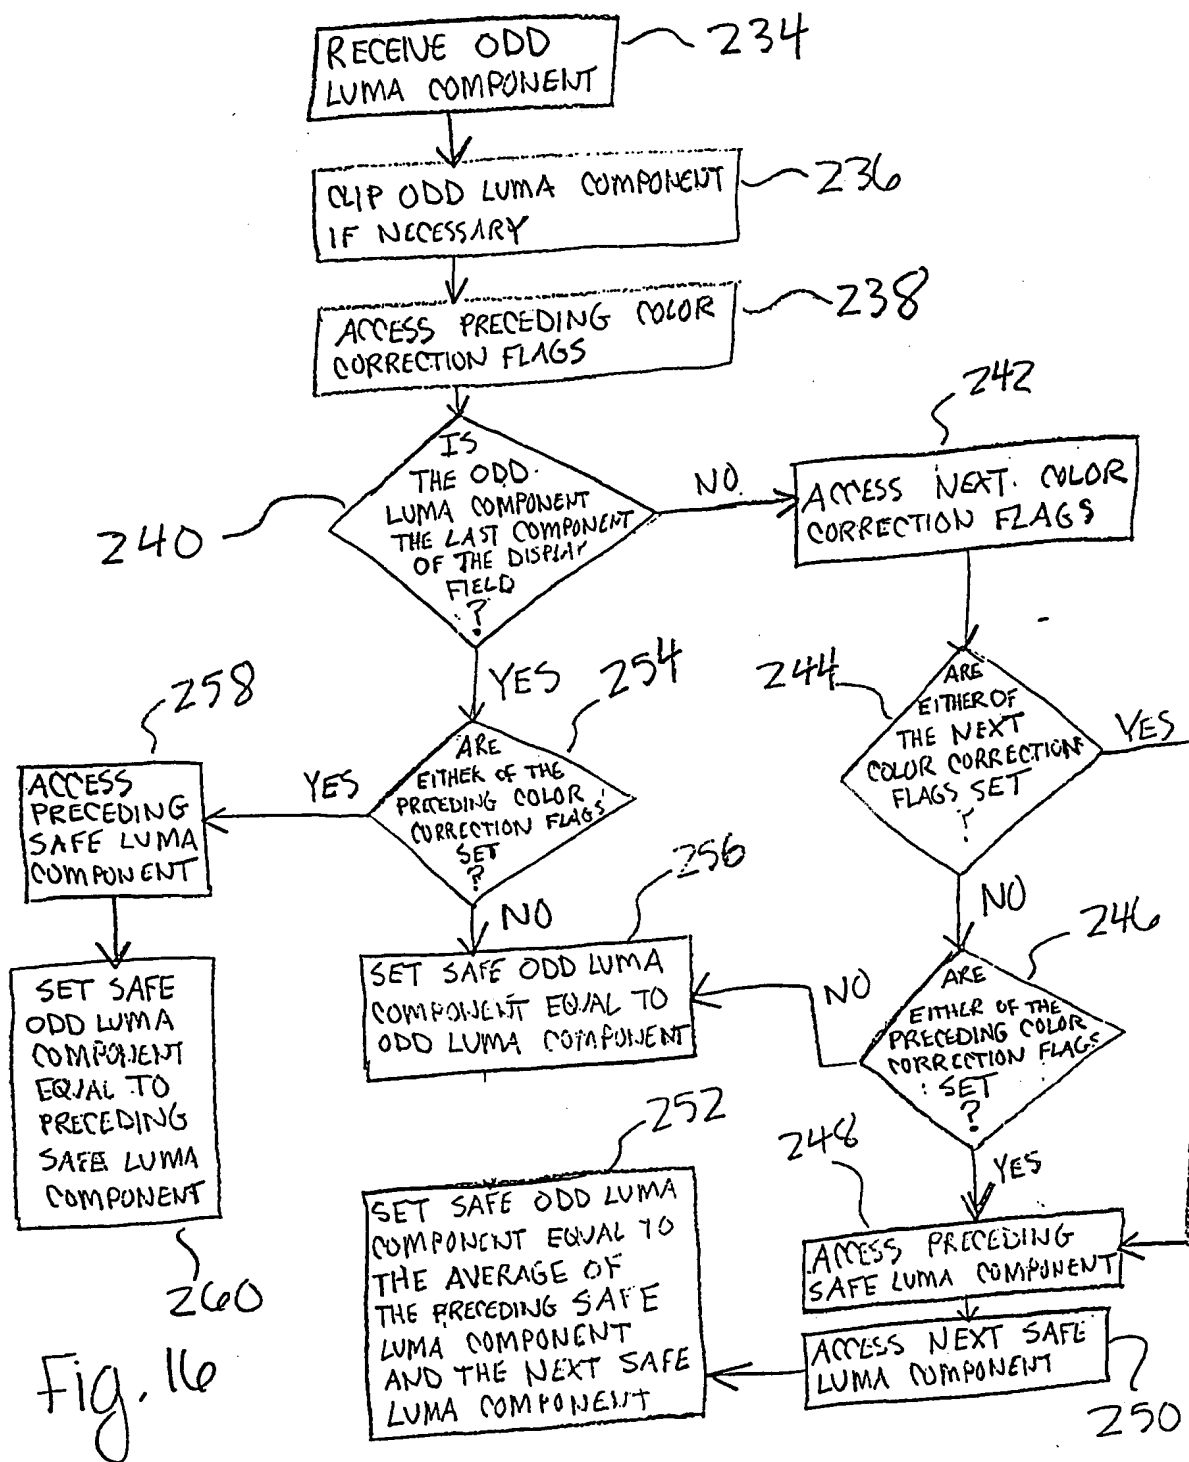 RECEIVE ODD
LUMA COMPONENT
234
CLIP ODD LUMA COMPONENT
IF NECESSARY
236
ACCESS PRECEDING COLOR
CORRECTION FLAGS
238
IS
THE ODD
LUMA COMPONENT
THE LAST COMPONENT
OF THE DISPLAY
FIELD
?
240
NO
242
ACCESS NEXT COLOR
CORRECTION FLAGS
YES
244
ARE
EITHER OF
THE NEXT
COLOR CORRECTION
FLAGS SET
?
YES
NO
254
ARE
EITHER OF THE
PRECEDING COLOR
CORRECTION FLAGS
SET
?
YES
NO
258
ACCESS
PRECEDING
SAFE LUMA
COMPONENT
SET SAFE
ODD LUMA
COMPONENT
EQUAL TO
PRECEDING
SAFE LUMA
COMPONENT
260
256
SET SAFE ODD LUMA
COMPONENT EQUAL TO
ODD LUMA COMPONENT
246
ARE
EITHER OF THE
PRECEDING COLOR
CORRECTION FLAGS
SET
?
NO
YES
248
ACCESS PRECEDING
SAFE LUMA COMPONENT
ACCESS NEXT SAFE
LUMA COMPONENT
250
252
SET SAFE ODD LUMA
COMPONENT EQUAL TO
THE AVERAGE OF
THE PRECEDING SAFE
LUMA COMPONENT
AND THE NEXT SAFE
LUMA COMPONENT
Fig. 16